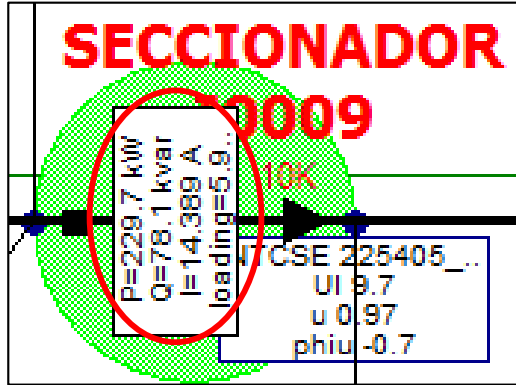 SECCIONADOR
0009
P=229.7 kW
Q=78.1 kvar
I=14.389 A
loading=5.9..
10K
225405_..
Ul 9.7
u 0.97
phiu -0.7